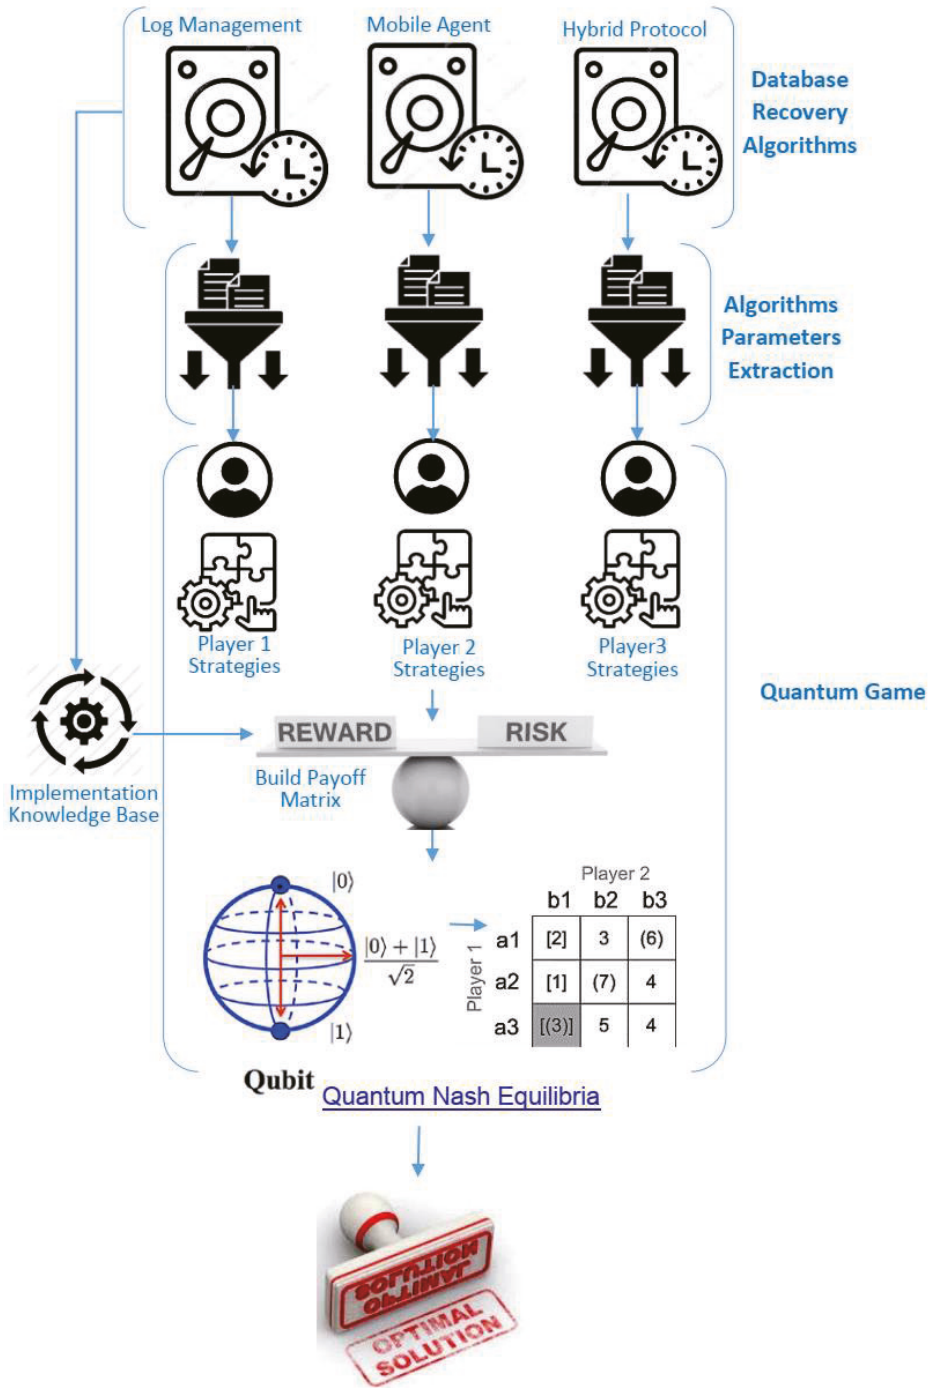 Log Management
Mobile Agent
Hybrid Protocol
Database
Recovery
Algorithms
Algorithms
Parameters
Extraction
Player 1
Strategies
Player 2
Strategies
Player3
Strategies
Quantum Game
REWARD
RISK
Build Payoff
Matrix
Implementation
Knowledge Base
|0⟩
|0⟩ + |1⟩
√2
|1⟩
Qubit
Player 2
b1 b2 b3
Player 1
a1 [2] 3 (6)
a2 [1] (7) 4
a3 [(3)] 5 4
Quantum Nash Equilibria
OPTIMAL
SOLUTION
OPTIMAL
SOLUTION